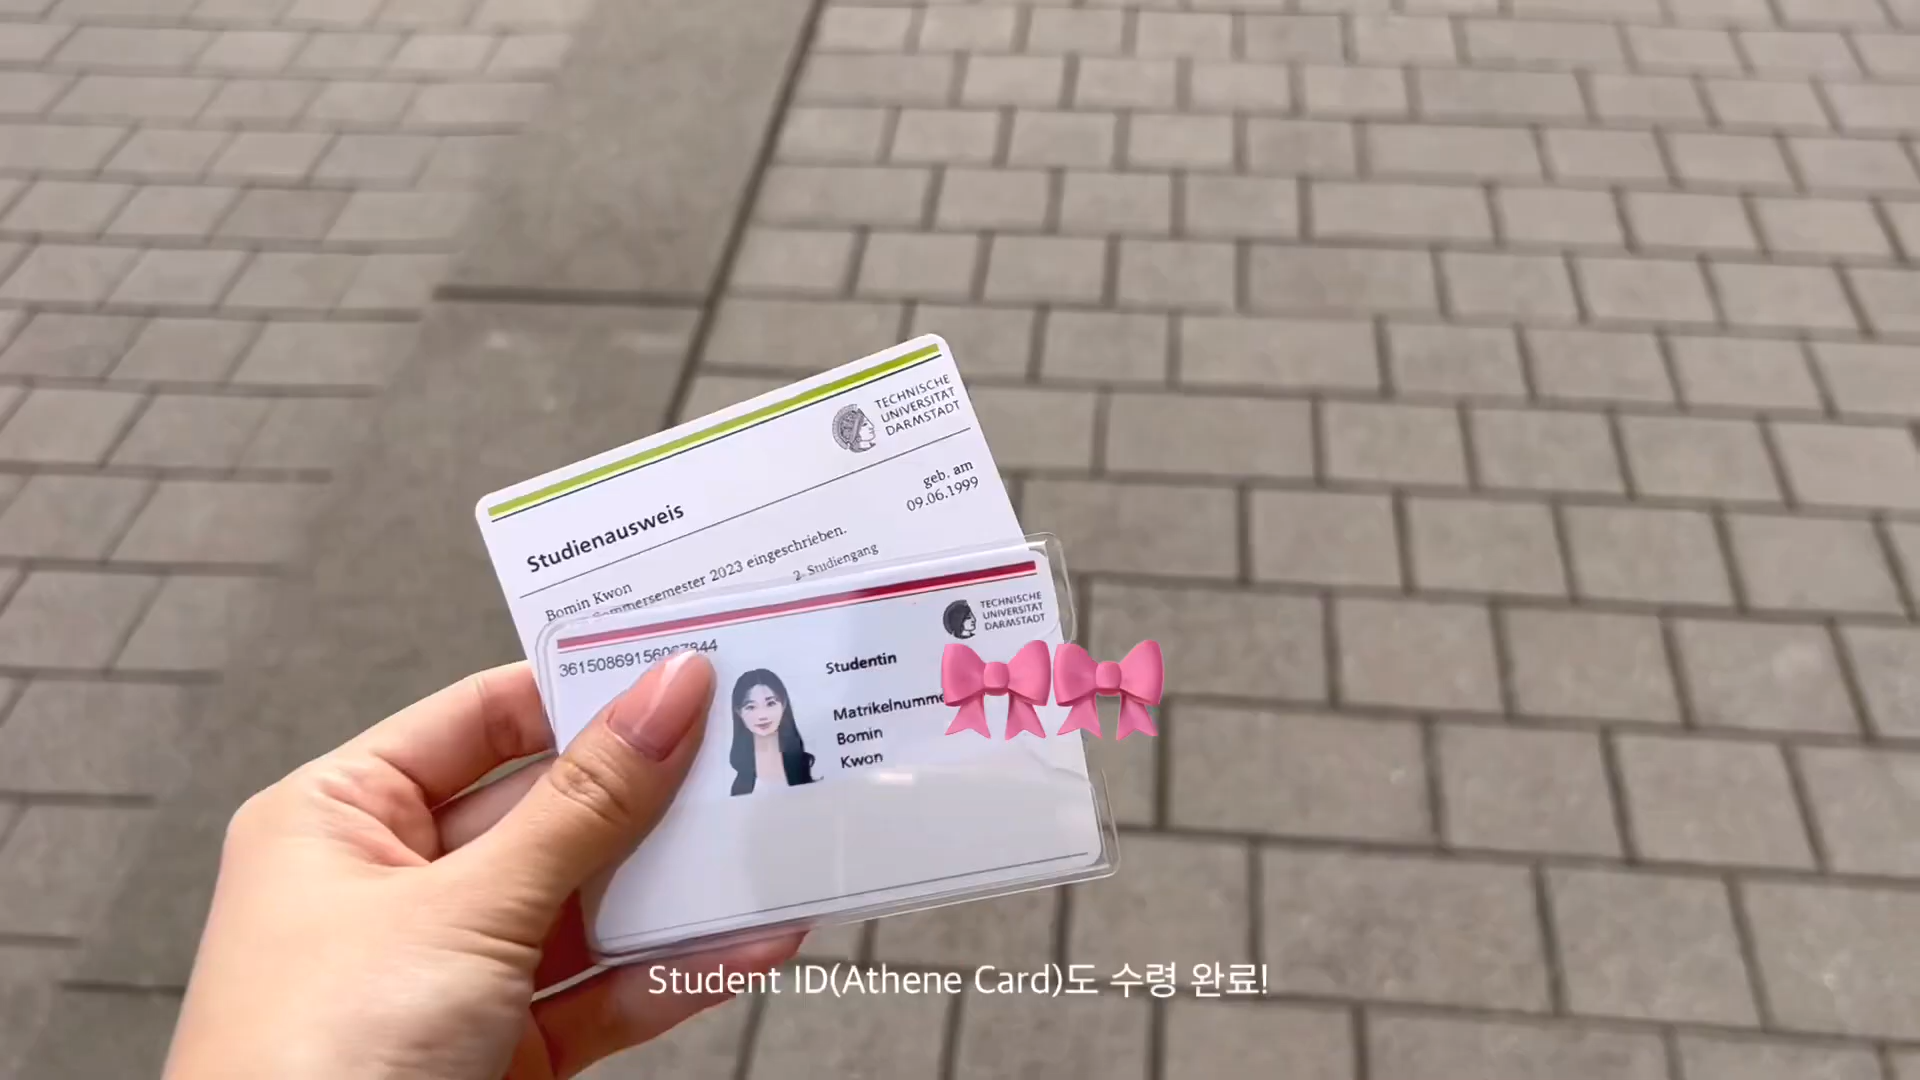 TECHNISCHE
UNIVERSITÄT
DARMSTADT
geb. am
09.06.1999
Studienausweis
Bomin Kwon
Sommersemester 2023 eingeschrieben.
2. Studiengang
TECHNISCHE
UNIVERSITÄT
DARMSTADT
Studentin
Matrikelnumme
Bomin
Kwon
Student ID(Athene Card)도 수령 완료!